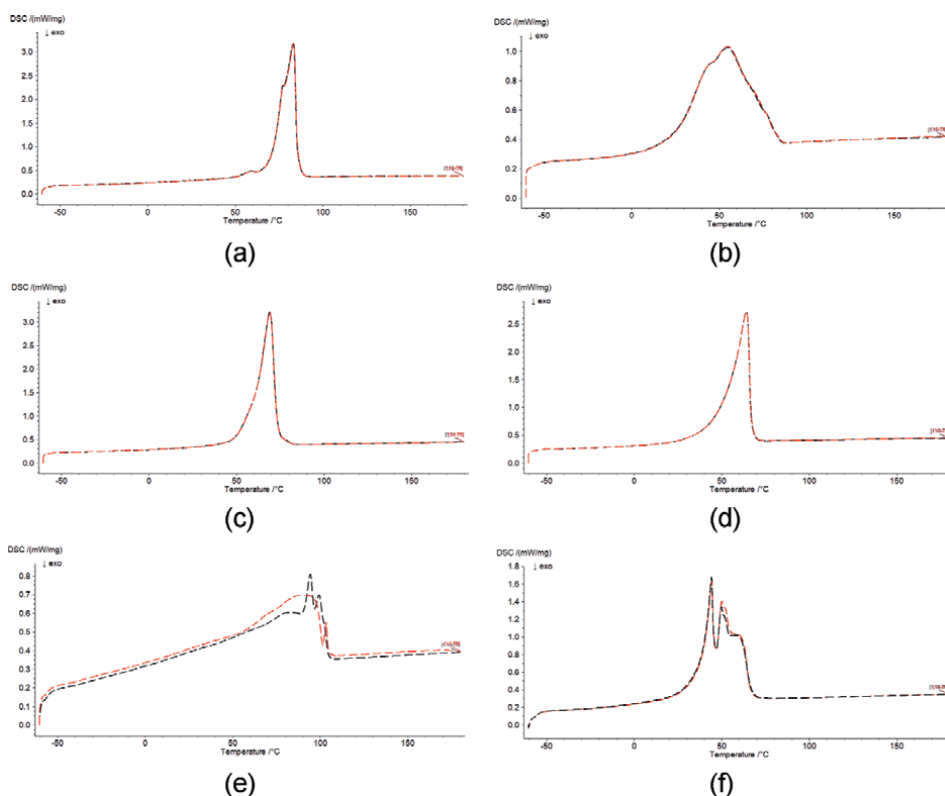 DSC /(mW/mg)
↓ exo
3.0
2.5
2.0
1.5
1.0
0.5
0.0
-50 0 50 100 150
Temperature /°C
(a)
DSC /(mW/mg)
↓ exo
1.0
0.8
0.6
0.4
0.2
0.0
-50 0 50 100 150
Temperature /°C
(b)
DSC /(mW/mg)
↓ exo
3.0
2.5
2.0
1.5
1.0
0.5
0.0
-50 0 50 100 150
Temperature /°C
(c)
DSC /(mW/mg)
↓ exo
2.5
2.0
1.5
1.0
0.5
0.0
-50 0 50 100 150
Temperature /°C
(d)
DSC /(mW/mg)
↓ exo
0.8
0.7
0.6
0.5
0.4
0.3
0.2
0.1
0.0
-50 0 50 100 150
Temperature /°C
(e)
DSC /(mW/mg)
↓ exo
1.8
1.6
1.4
1.2
1.0
0.8
0.6
0.4
0.2
0.0
-50 0 50 100 150
Temperature /°C
(f)